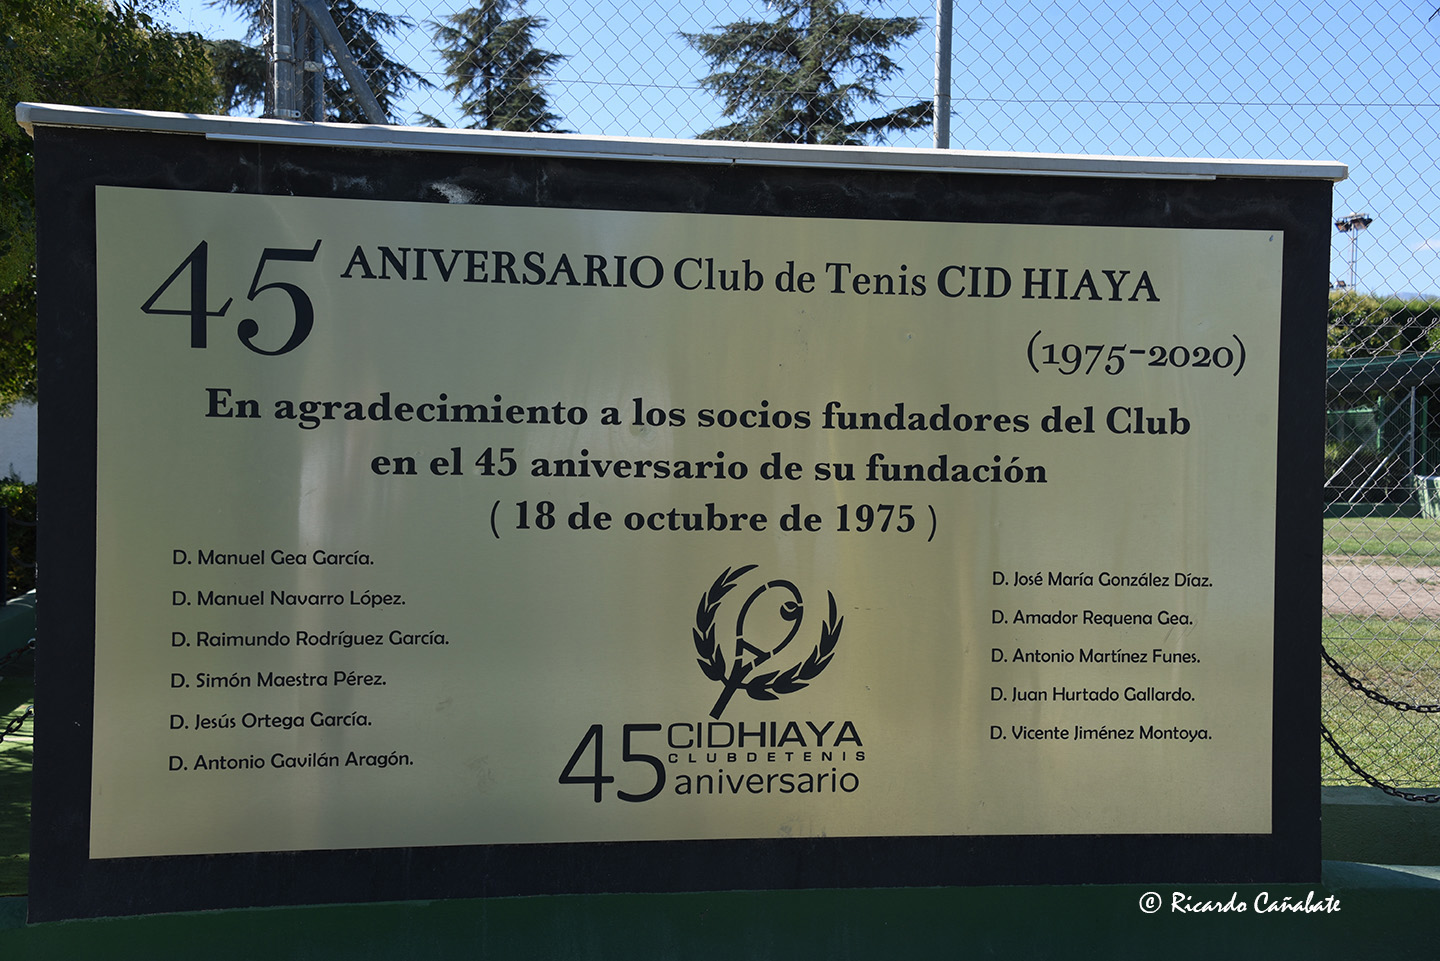 45 ANIVERSARIO Club de Tenis CID HIAYA
(1975-2020)
En agradecimiento a los socios fundadores del Club
en el 45 aniversario de su fundación
( 18 de octubre de 1975 )
D. Manuel Gea García.
D. Manuel Navarro López.
D. Raimundo Rodríguez García.
D. Simón Maestra Pérez.
D. Jesús Ortega García.
D. Antonio Gavilán Aragón.
D. José María González Díaz.
D. Amador Requena Gea.
D. Antonio Martínez Funes.
D. Juan Hurtado Gallardo.
D. Vicente Jiménez Montoya.
45 CIDHIAYA
CLUBDETENIS
aniversario
© Ricardo Cañabate